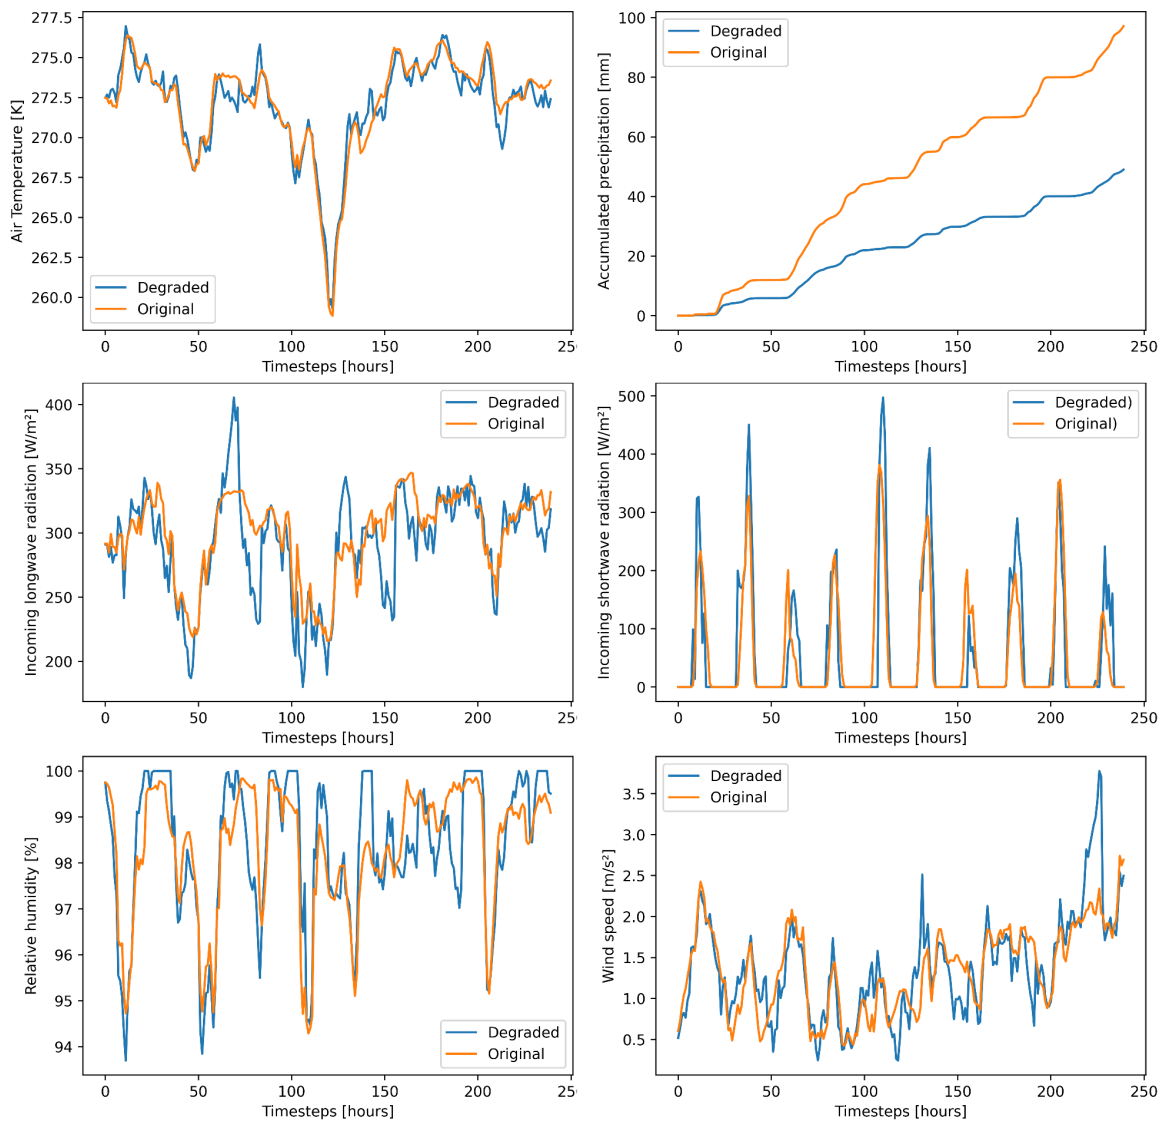 277.5
275.0
272.5
270.0
267.5
265.0
262.5
260.0
Air Temperature [K]
Degraded
Original
0 50 100 150 200 25
Timesteps [hours]
100
80
60
40
20
0
Accumulated precipitation [mm]
Degraded
Original
0 50 100 150 200 250
Timesteps [hours]
400
350
300
250
200
Incoming longwave radiation [W/m²]
Degraded
Original
0 50 100 150 200 25
Timesteps [hours]
500
400
300
200
100
0
Incoming shortwave radiation [W/m²]
Degraded)
Original)
0 50 100 150 200 250
Timesteps [hours]
100
99
98
97
96
95
94
Relative humidity [%]
Degraded
Original
0 50 100 150 200 25
Timesteps [hours]
3.5
3.0
2.5
2.0
1.5
1.0
0.5
Wind speed [m/s²]
Degraded
Original
0 50 100 150 200 250
Timesteps [hours]